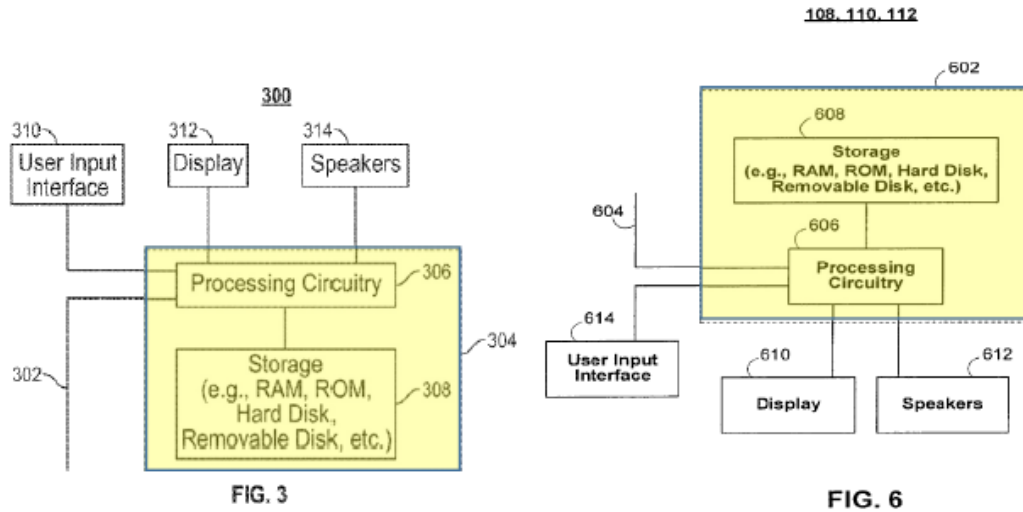 300
310
User Input
Interface
312
Display
314
Speakers
Processing Circuitry
306
Storage
(e.g., RAM, ROM,
Hard Disk,
Removable Disk, etc.)
308
304
302
FIG. 3
108, 110, 112
602
608
Storage
(e.g., RAM, ROM, Hard Disk,
Removable Disk, etc.)
604
606
Processing
Circuitry
614
User Input
Interface
610
Display
612
Speakers
FIG. 6